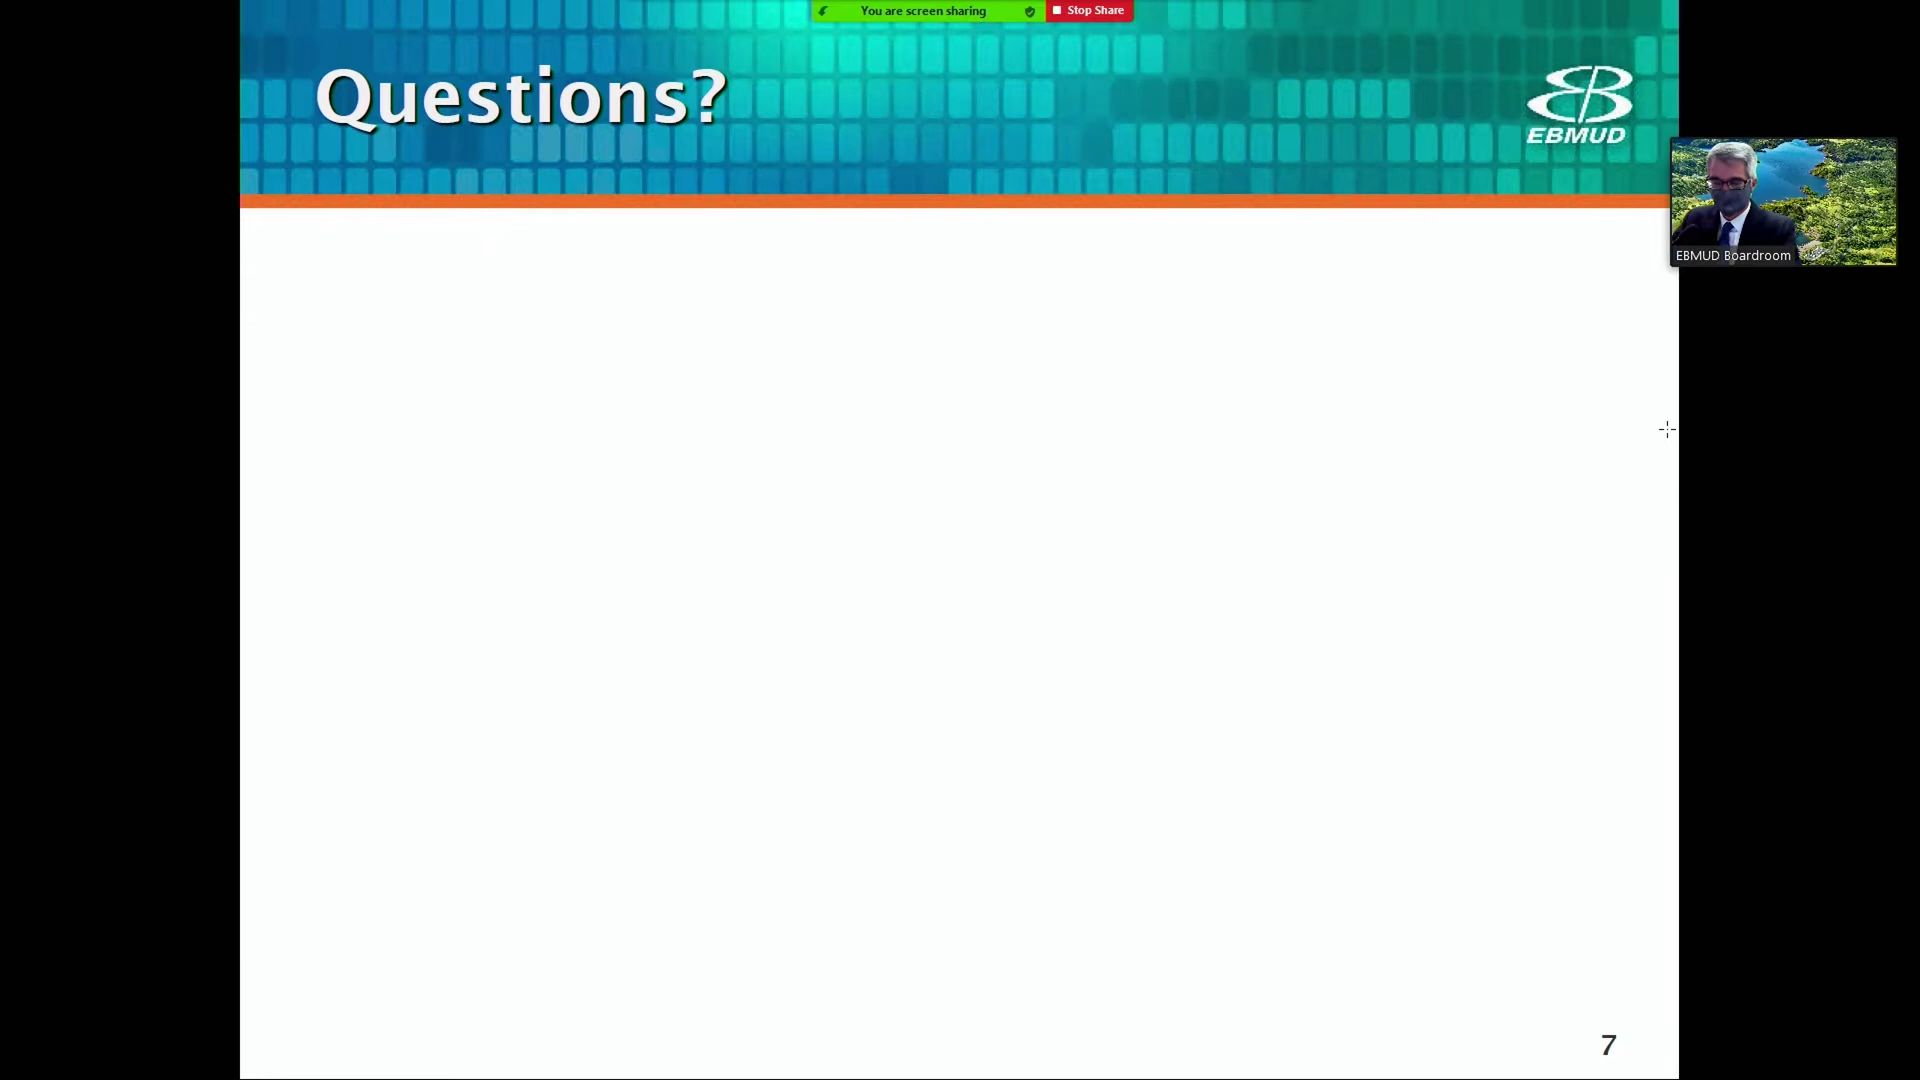 You are screen sharing
Stop Share
Questions?
EBMUD
EBMUD Boardroom
7